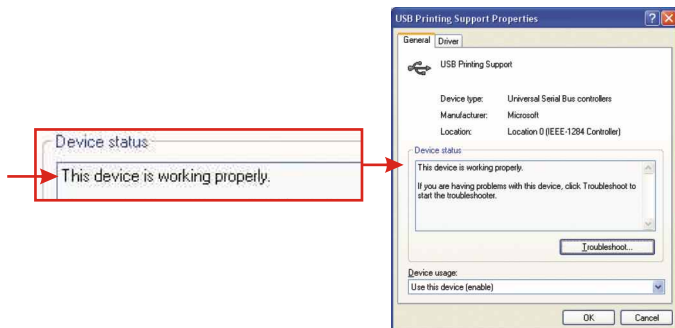 Device status
This device is working properly.
USB Printing Support Properties
General Driver
USB Printing Support
Device type: Universal Serial Bus controllers
Manufacturer: Microsoft
Location: Location 0 (IEEE-1284 Controller)
Device status
This device is working properly.
If you are having problems with this device, click Troubleshoot to
start the troubleshooter.
Troubleshoot...
Device usage:
Use this device (enable)
OK Cancel